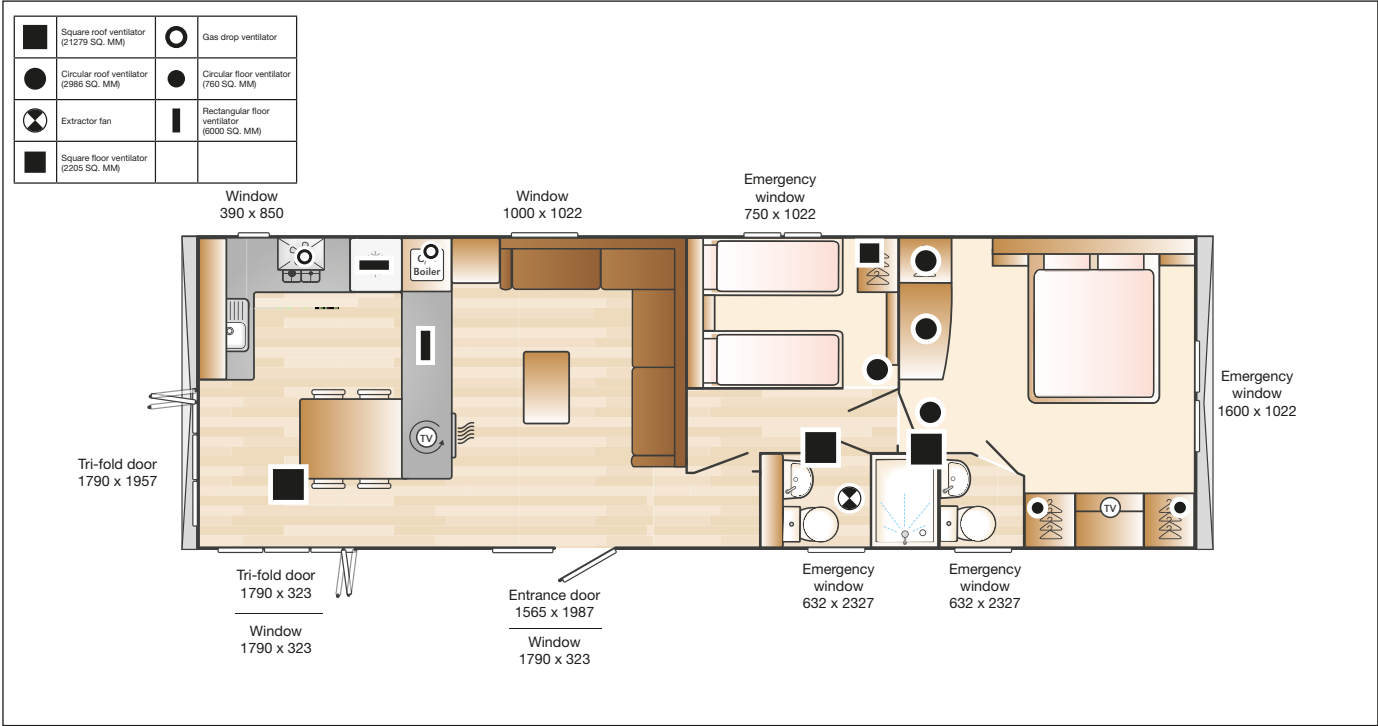 Square roof ventilator
(21279 SQ. MM)
Gas drop ventilator
Circular roof ventilator
(2986 SQ. MM)
Circular floor ventilator
(760 SQ. MM)
Extractor fan
Rectangular floor
ventilator
(6000 SQ. MM)
Square floor ventilator
(2205 SQ. MM)
Window
390 x 850
Window
1000 x 1022
Emergency
window
750 x 1022
Boiler
TV
TV
Emergency
window
1600 x 1022
Tri-fold door
1790 x 1957
Tri-fold door
1790 x 323
Window
1790 x 323
Entrance door
1565 x 1987
Window
1790 x 323
Emergency
window
632 x 2327
Emergency
window
632 x 2327